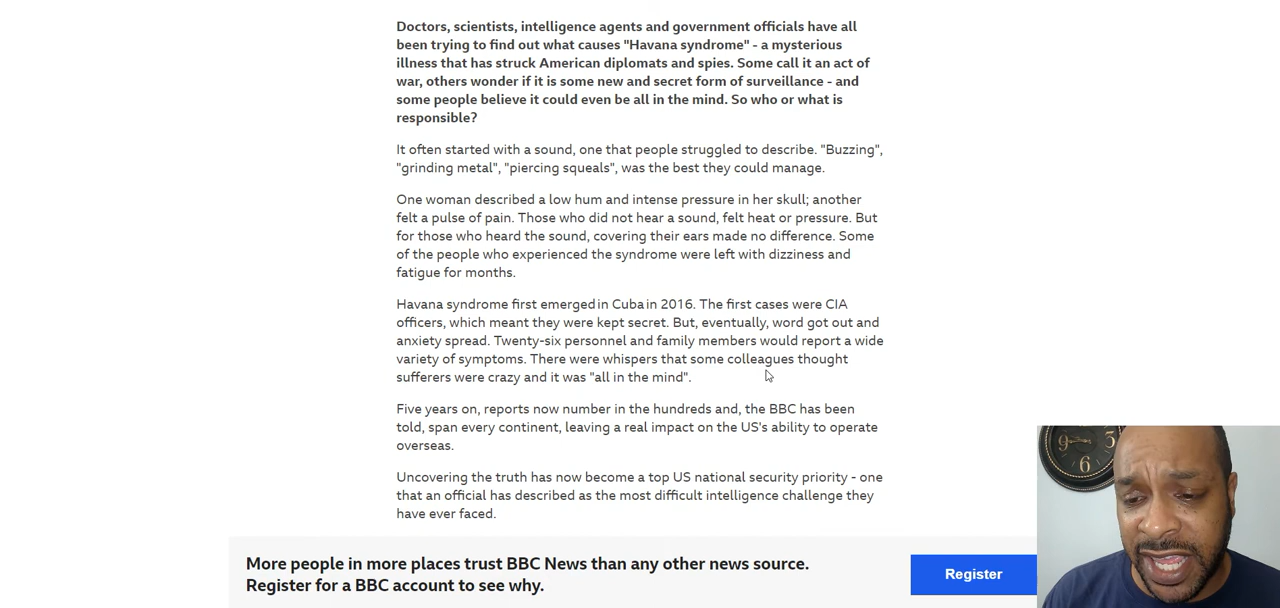 Doctors, scientists, intelligence agents and government officials have all
been trying to find out what causes "Havana syndrome" - a mysterious
illness that has struck American diplomats and spies. Some call it an act of
war, others wonder if it is some new and secret form of surveillance - and
some people believe it could even be all in the mind. So who or what is
responsible?
It often started with a sound, one that people struggled to describe. "Buzzing",
"grinding metal", "piercing squeals", was the best they could manage.
One woman described a low hum and intense pressure in her skull; another
felt a pulse of pain. Those who did not hear a sound, felt heat or pressure. But
for those who heard the sound, covering their ears made no difference. Some
of the people who experienced the syndrome were left with dizziness and
fatigue for months.
Havana syndrome first emerged in Cuba in 2016. The first cases were CIA
officers, which meant they were kept secret. But, eventually, word got out and
anxiety spread. Twenty-six personnel and family members would report a wide
variety of symptoms. There were whispers that some colleagues thought
sufferers were crazy and it was "all in the mind".
Five years on, reports now number in the hundreds and, the BBC has been
told, span every continent, leaving a real impact on the US's ability to operate
overseas.
Uncovering the truth has now become a top US national security priority - one
that an official has described as the most difficult intelligence challenge they
have ever faced.
More people in more places trust BBC News than any other news source.
Register for a BBC account to see why.
Register
9 3
6